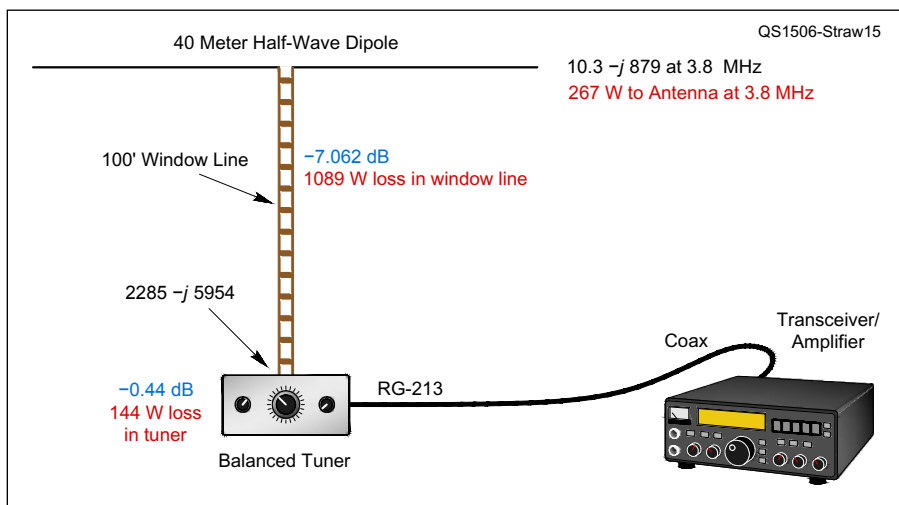 QS1506-Straw15
40 Meter Half-Wave Dipole
10.3 −j 879 at 3.8 MHz
267 W to Antenna at 3.8 MHz
100' Window Line
−7.062 dB
1089 W loss in window line
2285 −j 5954
Transceiver/
Amplifier
Coax
RG-213
−0.44 dB
144 W loss
in tuner
Balanced Tuner